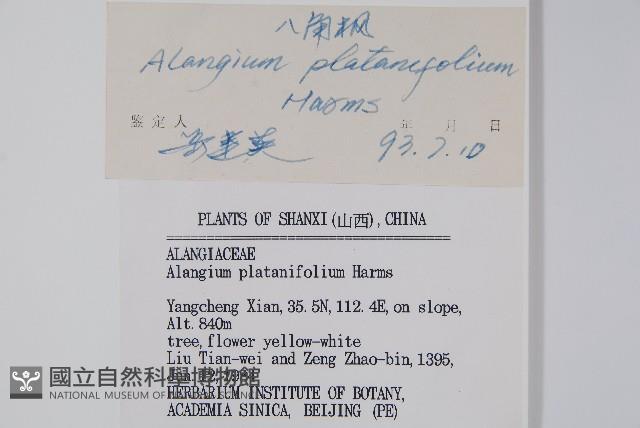 八角枫
Alangium platanifolium
Harms
鉴定人 年 月 日
93.7.10
PLANTS OF SHANXI(山西), CHINA
ALANGIACEAE
Alangium platanifolium Harms
Yangcheng Xian, 35.5N, 112.4E, on slope,
Alt. 840m
tree, flower yellow-white
Liu Tian-wei and Zeng Zhao-bin, 1395,
國立自然科學博物館
HERBARIUM INSTITUTE OF BOTANY,
NATIONAL MUSEUM OF
ACADEMIA SINICA, BEIJING (PE)